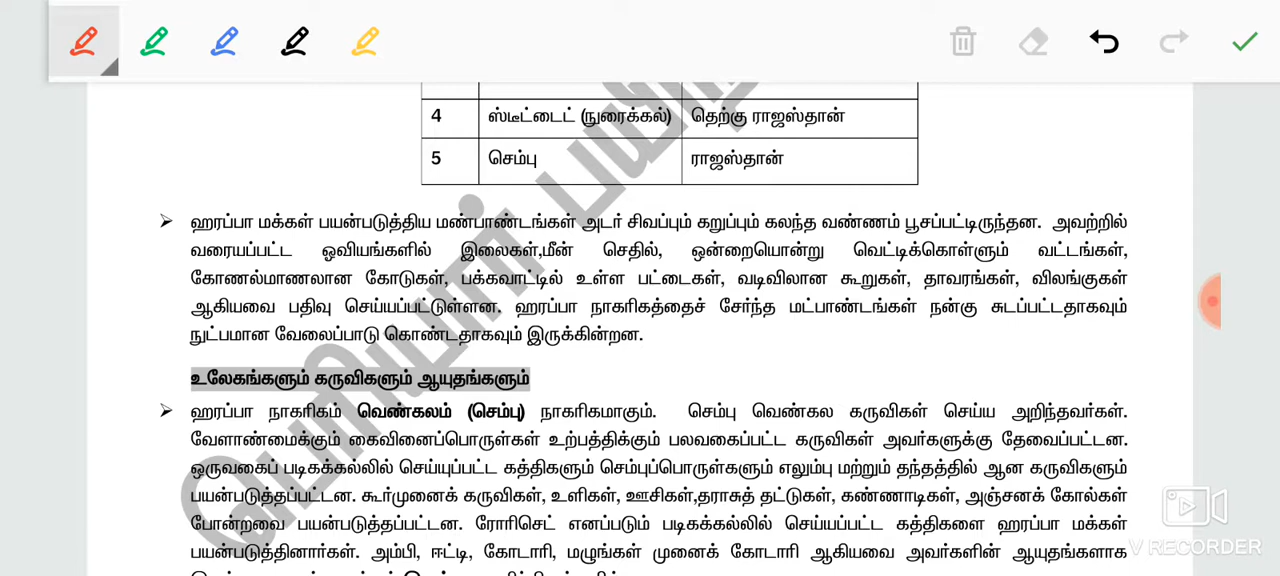 4 ஸ்டீட்டைட் (நுரைக்கல்) தெற்கு ராஜஸ்தான்
5 செம்பு ராஜஸ்தான்
➤ ஹரப்பா மக்கள் பயன்படுத்திய மண்பாண்டங்கள் அடர் சிவப்பும் கறுப்பும் கலந்த வண்ணம் பூசப்பட்டிருந்தன. அவற்றில்
வரையப்பட்ட ஒவியங்களில் இலைகள்,மீன் செதில், ஒன்றையொன்று வெட்டிக்கொள்ளும் வட்டங்கள்,
கோணல்மாணலான கோடுகள், பக்கவாட்டில் உள்ள பட்டைகள், வடிவிலான கூறுகள், தாவரங்கள், விலங்குகள்
ஆகியவை பதிவு செய்யப்பட்டுள்ளன. ஹரப்பா நாகரிகத்தைச் சேர்ந்த மட்பாண்டங்கள் நன்கு சுடப்பட்டதாகவும்
நுட்பமான வேலைப்பாடு கொண்டதாகவும் இருக்கின்றன.
உலேகங்களும் கருவிகளும் ஆயுதங்களும்
➤ ஹரப்பா நாகரிகம் வெண்கலம் (செம்பு) நாகரிகமாகும். செம்பு வெண்கல கருவிகள் செய்ய அறிந்தவர்கள்.
வேளாண்மைக்கும் கைவினைப்பொருள்கள் உற்பத்திக்கும் பலவகைப்பட்ட கருவிகள் அவர்களுக்கு தேவைப்பட்டன.
ஒருவகைப் படிகக்கல்லில் செய்யுப்பட்ட கத்திகளும் செம்புப்பொருள்களும் எலும்பு மற்றும் தந்தத்தில் ஆன கருவிகளும்
பயன்படுத்தப்பட்டன. கூர்முனைக் கருவிகள், உளிகள், ஊசிகள்,தராசுத் தட்டுகள், கண்ணாடிகள், அஞ்சனக் கோல்கள்
போன்ற்வை பயன்படுத்தப்பட்டன. ரோரிசெட் எனப்படும் படிகக்கல்லில் செய்யப்பட்ட கத்திகளை ஹரப்பா மக்கள்
பயன்படுத்தினார்கள். அம்பி, ஈட்டி, கோடாரி, மழுங்கள் முனைக் கோடாரி ஆகியவை அவர்களின் ஆயுதங்களாக
V RECORDER